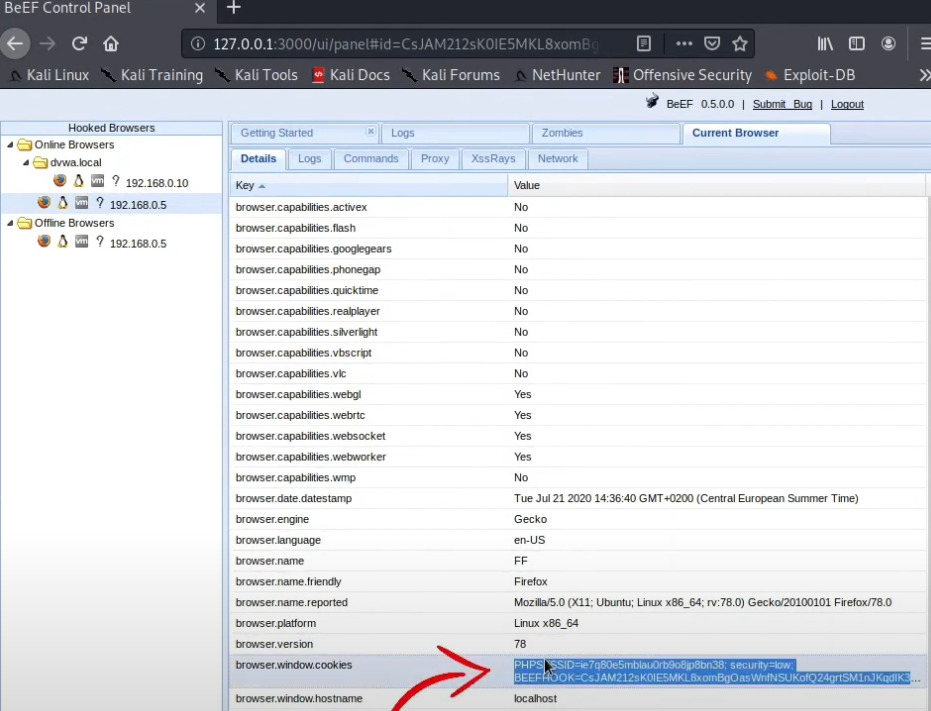 BeEF Control Panel
127.0.0.1:3000/ui/panel#id=CsJAM212sK0IE5MKL8xomBg
Kali Linux Kali Training Kali Tools Kali Docs Kali Forums NetHunter Offensive Security Exploit-DB
BeEF 0.5.0.0 | Submit Bug | Logout
Hooked Browsers
Online Browsers
dvwa.local
? 192.168.0.10
? 192.168.0.5
Offline Browsers
? 192.168.0.5
Getting Started Logs Zombies Current Browser
Details Logs Commands Proxy XssRays Network
Key Value
browser.capabilities.activex No
browser.capabilities.flash No
browser.capabilities.googlegears No
browser.capabilities.phonegap No
browser.capabilities.quicktime No
browser.capabilities.realplayer No
browser.capabilities.silverlight No
browser.capabilities.vbscript No
browser.capabilities.vlc No
browser.capabilities.webgl Yes
browser.capabilities.webrtc Yes
browser.capabilities.websocket Yes
browser.capabilities.webworker Yes
browser.capabilities.wmp No
browser.date.datestamp Tue Jul 21 2020 14:36:40 GMT+0200 (Central European Summer Time)
browser.engine Gecko
browser.language en-US
browser.name FF
browser.name.friendly Firefox
browser.name.reported Mozilla/5.0 (X11; Ubuntu; Linux x86_64; rv:78.0) Gecko/20100101 Firefox/78.0
browser.platform Linux x86_64
browser.version 78
browser.window.cookies security=low;
browser.window.hostname localhost